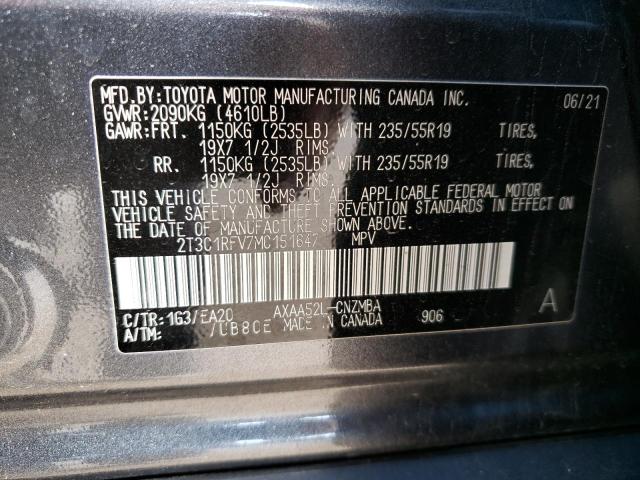 MFD.BY:TOYOTA MOTOR MANUFACTURING CANADA INC. 06/21
GVWR:2090KG (4610LB)
GAWR:FRT. 1150KG (2535LB) WITH 235/55R19 TIRES,
19X7 1/2J RIMS.
RR. 1150KG (2535LB) WITH 235/55R19 TIRES,
19X7 1/2J RIMS.
THIS VEHICLE CONFORMS TO ALL APPLICABLE FEDERAL MOTOR
VEHICLE SAFETY AND THEFT PREVENTION STANDARDS IN EFFECT ON
THE DATE OF MANUFACTURE SHOWN ABOVE.
2T3C1RFV7MC151647 MPV
C/TR:1G3/EA20 AXAA52L-CNZMBA A
A/TM: /UB80E MADE IN CANADA 906